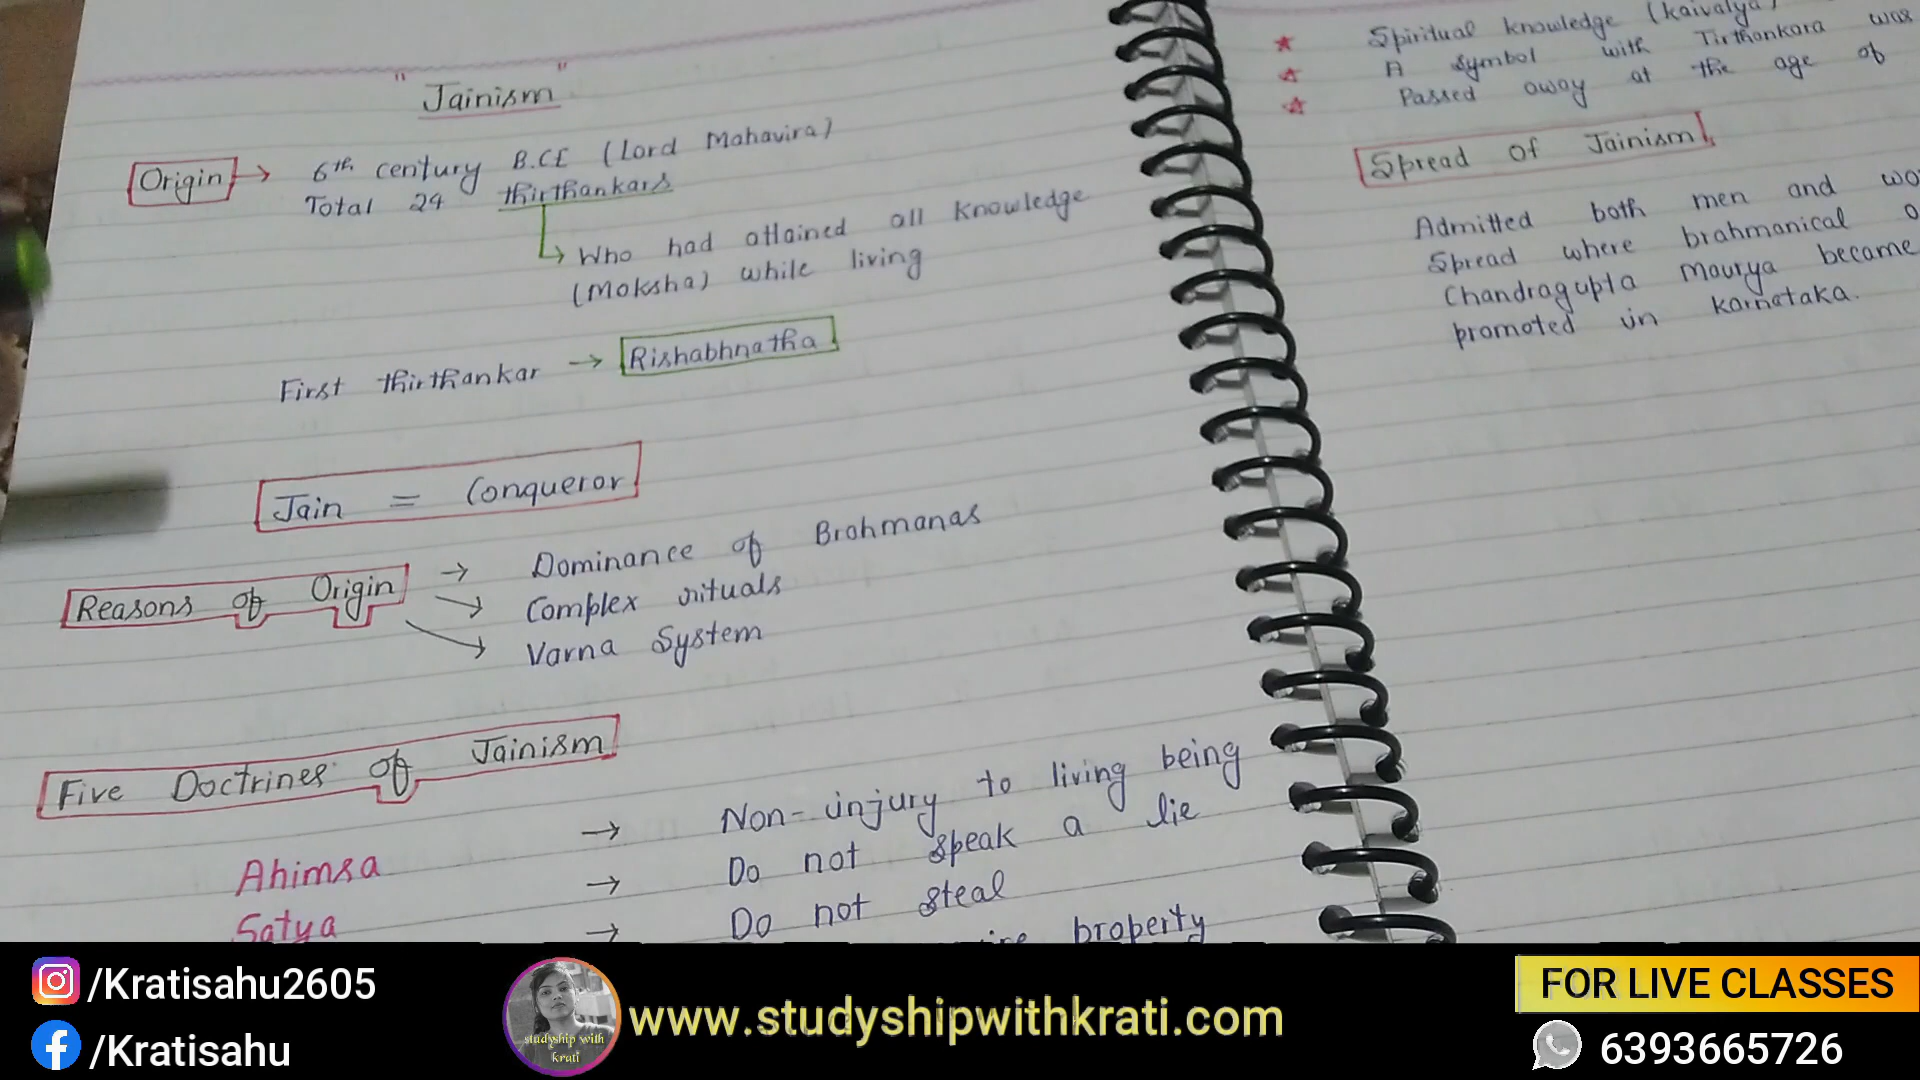 "Jainism"
Origin → 6th century B.CE (Lord Mahavira)
Total 24 thirthankars
Who had attained all knowledge
(Moksha) while living
First thirthankar → Rishabhnatha
Jain = Conqueror
Reasons of Origin → Dominance of Brahmanas
→ Complex rituals
→ Varna System
Five Doctrines of Jainism
Ahimsa → Non-injury to living being
Satya → Do not speak a lie
→ Do not steal
property
★ Spiritual knowledge (kaivalya)
★ A symbol with Tirthankara was
★ Passed away at the age of
Spread of Jainism
Admitted both men and
Spread where brahmanical
Chandragupta Maurya became
promoted in Karnataka.
/Kratisahu2605
/Kratisahu
studyship with
krati
www.studyshipwithkrati.com
FOR LIVE CLASSES
6393665726